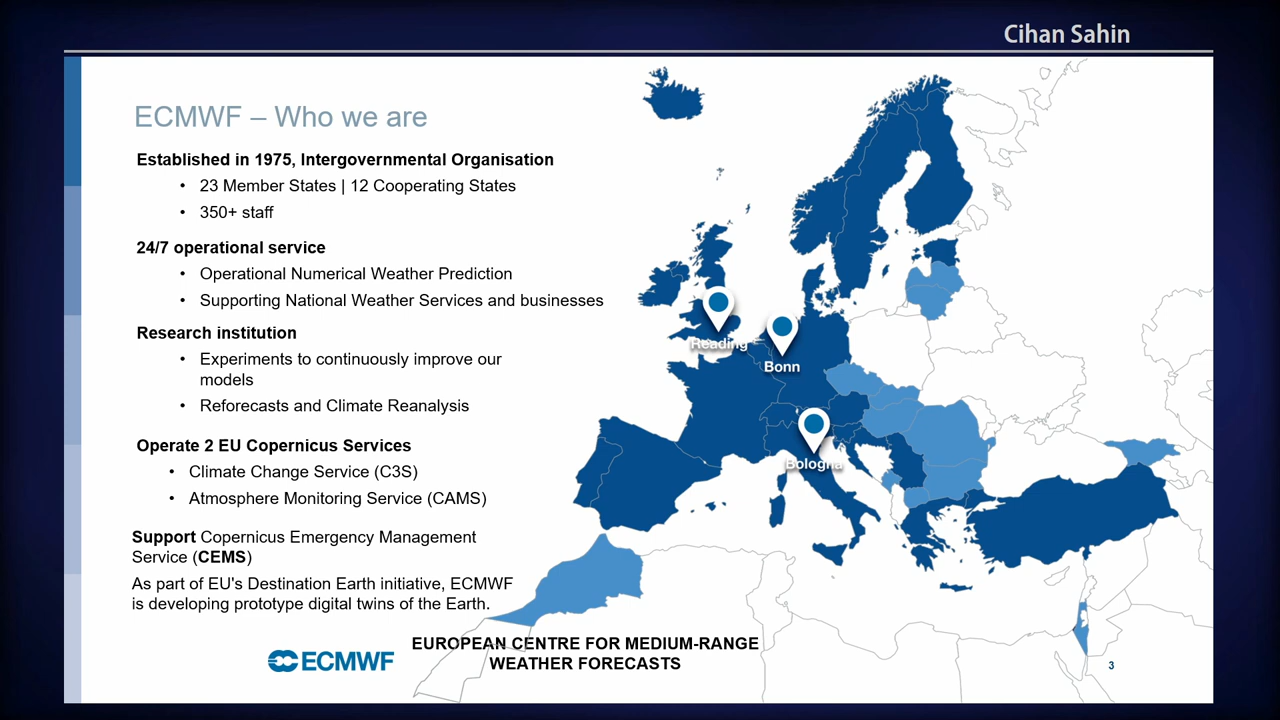 Cihan Sahin
ECMWF – Who we are
Established in 1975, Intergovernmental Organisation
• 23 Member States | 12 Cooperating States
• 350+ staff
24/7 operational service
• Operational Numerical Weather Prediction
• Supporting National Weather Services and businesses
Research institution
• Experiments to continuously improve our
models
• Reforecasts and Climate Reanalysis
Operate 2 EU Copernicus Services
• Climate Change Service (C3S)
• Atmosphere Monitoring Service (CAMS)
Support Copernicus Emergency Management
Service (CEMS)
As part of EU's Destination Earth initiative, ECMWF
is developing prototype digital twins of the Earth.
Reading
Bonn
Bologna
ECMWF
EUROPEAN CENTRE FOR MEDIUM-RANGE
WEATHER FORECASTS
3